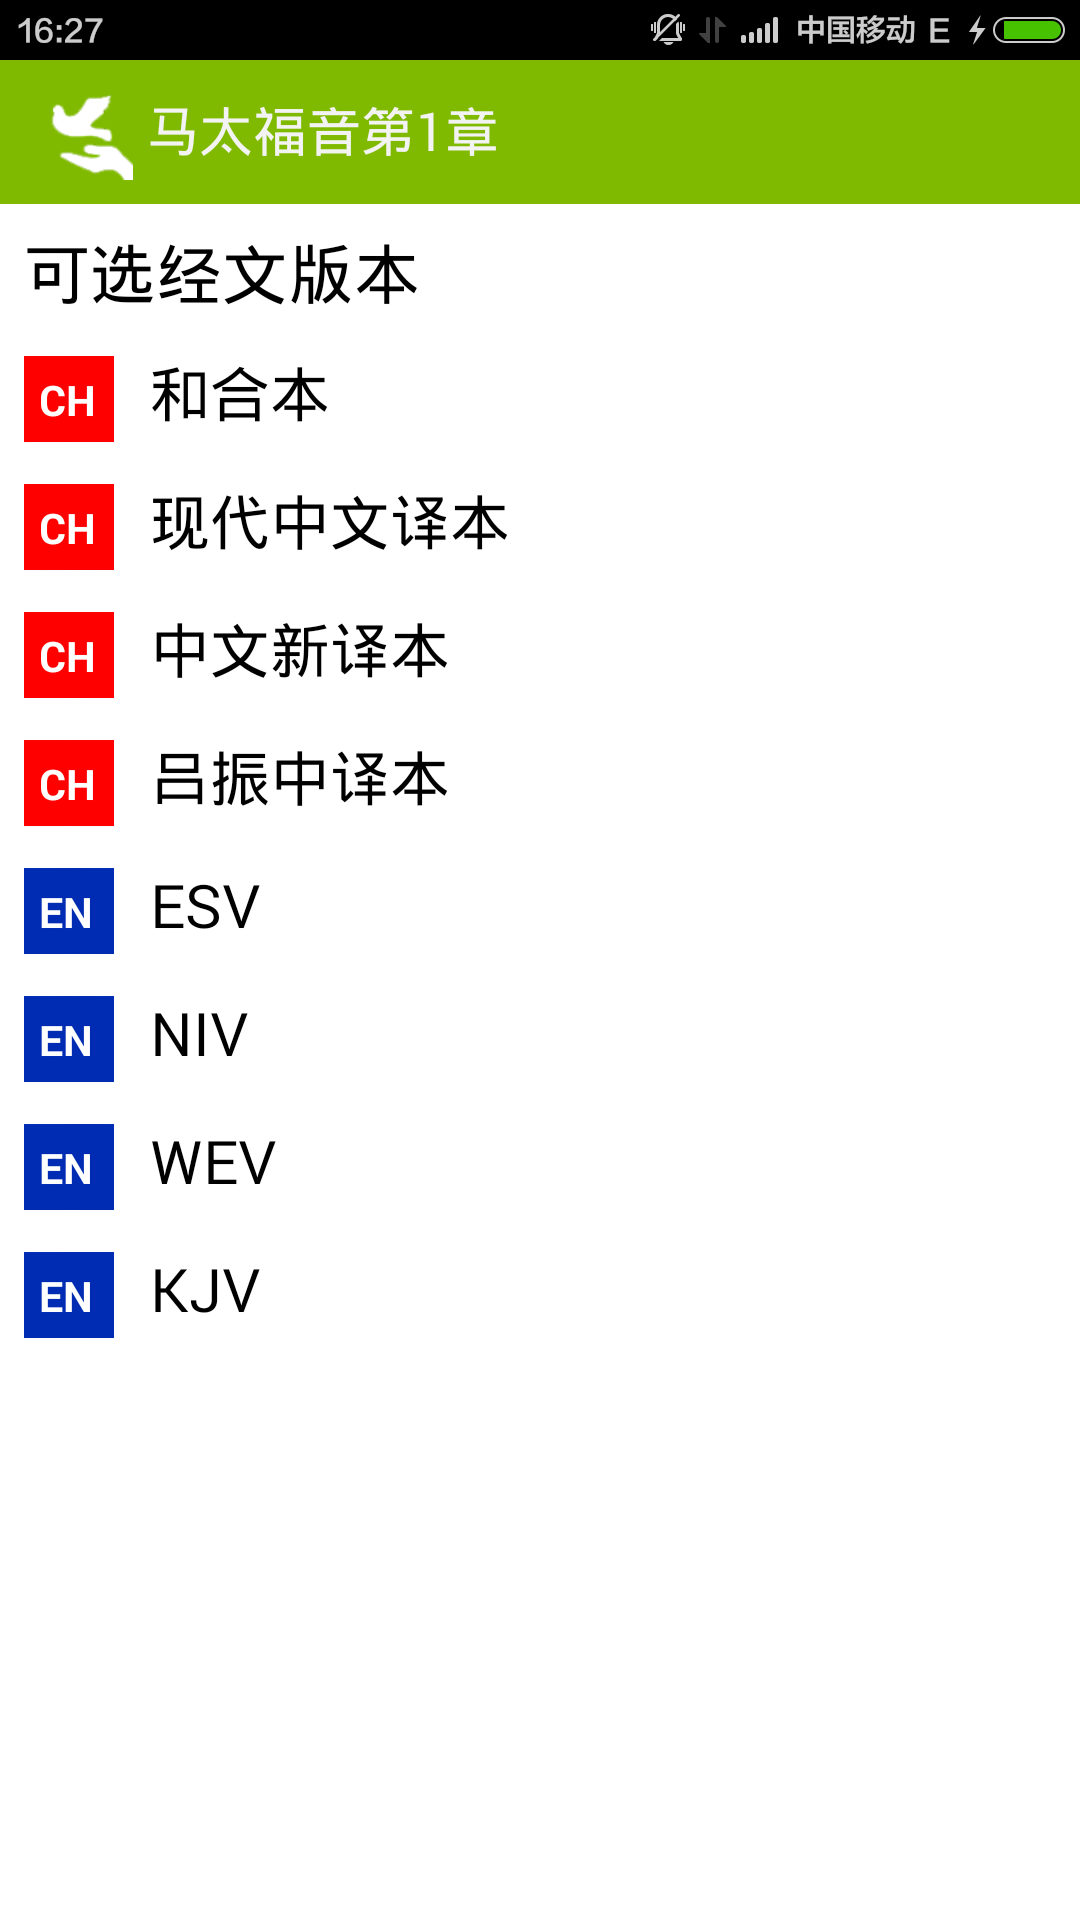 16:27 中国移动 E
马太福音第1章
可选经文版本
CH 和合本
CH 现代中文译本
CH 中文新译本
CH 吕振中译本
EN ESV
EN NIV
EN WEV
EN KJV